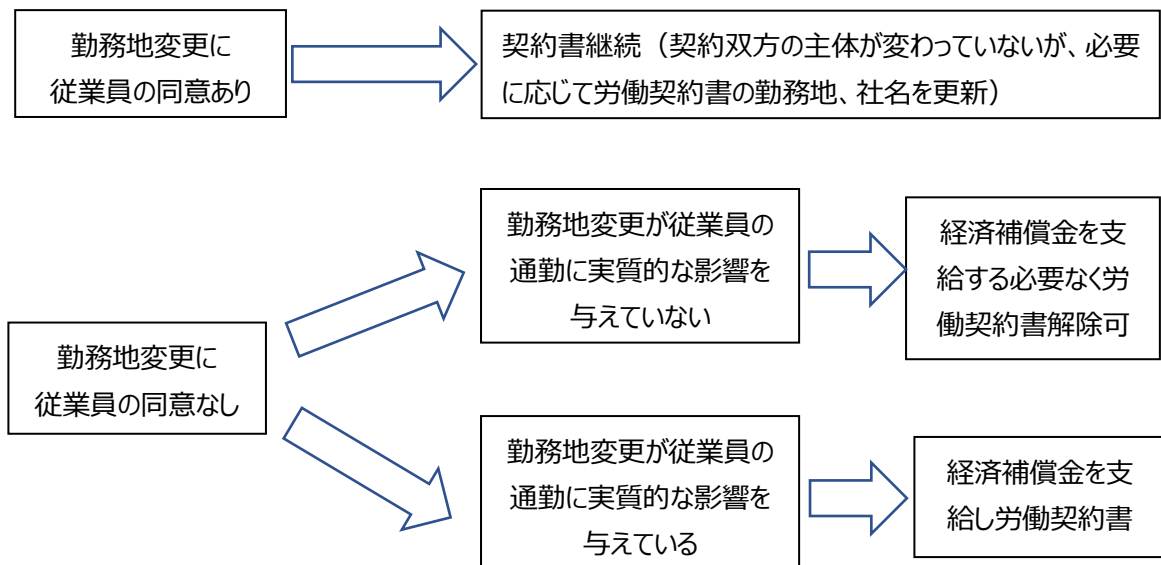 勤務地変更に
従業員の同意あり
契約書継続（契約双方の主体が変わっていないが、必要
に応じて労働契約書の勤務地、社名を更新）
勤務地変更に
従業員の同意なし
勤務地変更が従業員の
通勤に実質的な影響を
与えていない
経済補償金を支
給する必要なく労
働契約書解除可
勤務地変更が従業員の
通勤に実質的な影響を
与えている
経済補償金を支
給し労働契約書